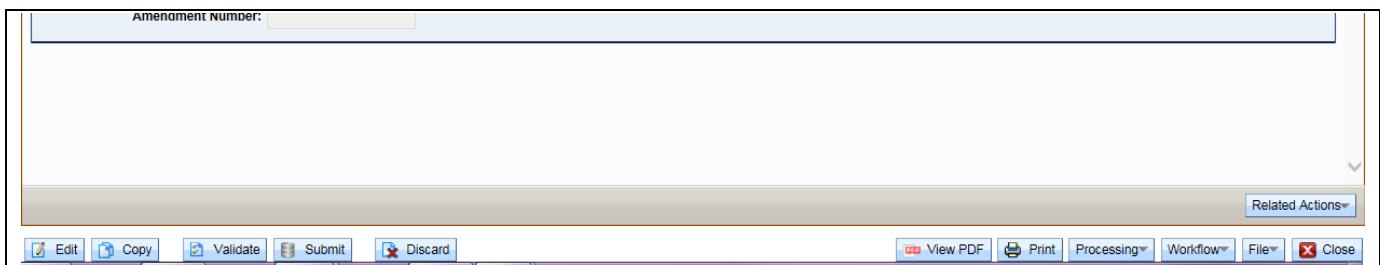 Amendment Number:
Related Actions
Edit Copy Validate Submit Discard View PDF Print Processing Workflow File Close